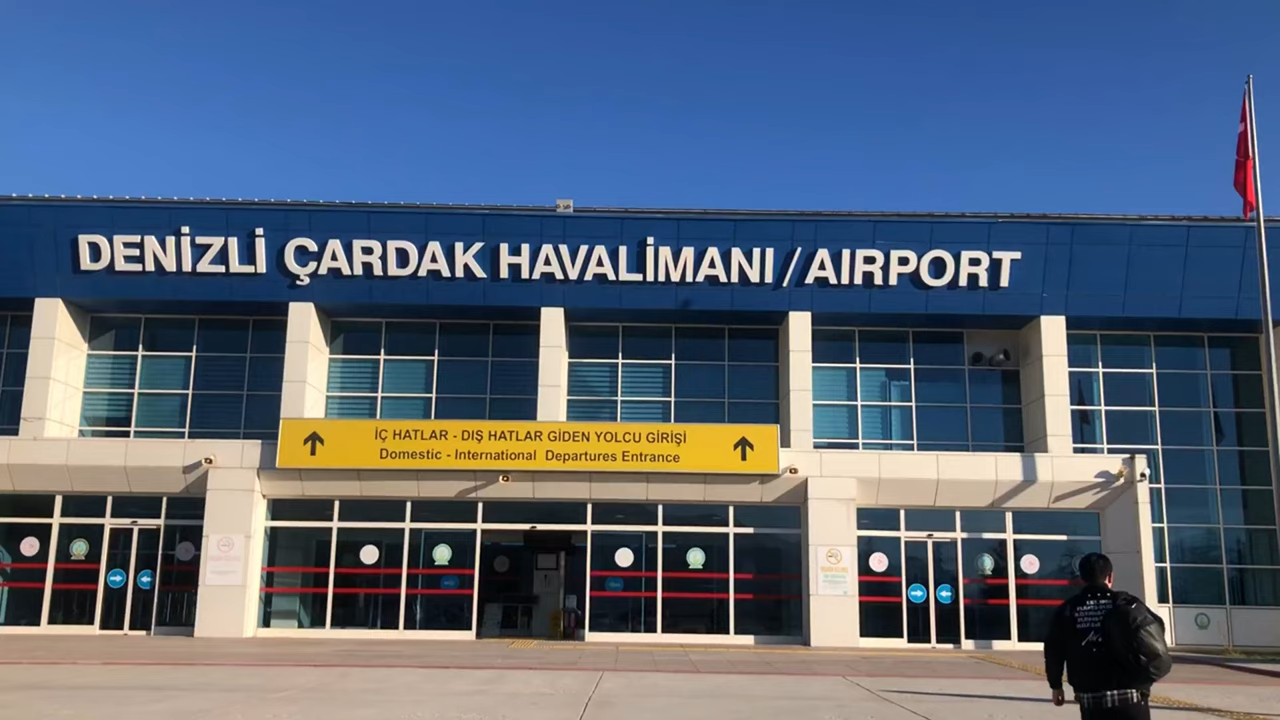 DENİZLİ ÇARDAK HAVALİMANI / AIRPORT
İÇ HATLAR - DIŞ HATLAR GİDEN YOLCU GİRİŞİ
Domestic - International Departures Entrance